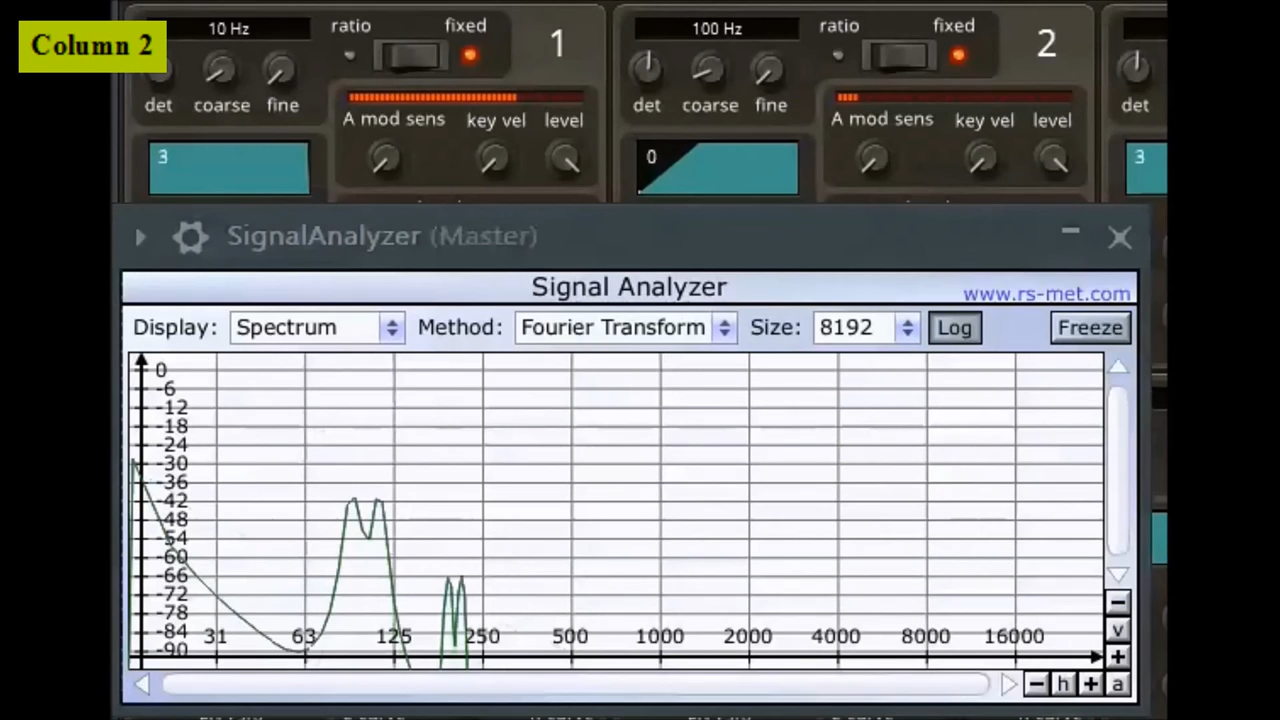 Column 2
10 Hz
ratio
fixed
1
100 Hz
ratio
fixed
2
det
coarse
fine
A mod sens
key vel
level
det
coarse
fine
A mod sens
key vel
level
det
3
0
3
SignalAnalyzer (Master)
Signal Analyzer
www.rs-met.com
Display:
Spectrum
Method:
Fourier Transform
Size:
8192
Log
Freeze
0
-6
-12
-18
-24
-30
-36
-42
-48
-54
-60
-66
-72
-78
-84
-90
31
63
125
250
500
1000
2000
4000
8000
16000
−
v
+
−
h
+
a